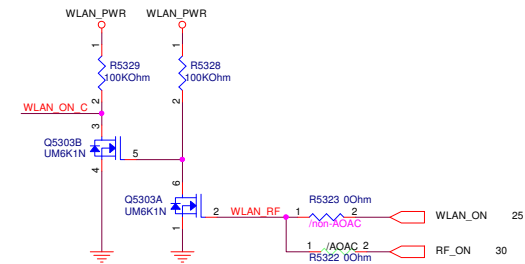 WLAN_PWR WLAN_PWR
1 1
R5329 R5328
100KOhm 100KOhm
2 2
WLAN_ON_C
3
Q5303B
UM6K1N
5
4
6
Q5303A
UM6K1N
2 WLAN_RF
1
R5323 0Ohm
1 2 WLAN_ON 25
/non-AOAC
1 /AOAC 2 RF_ON 30
R5322 0Ohm